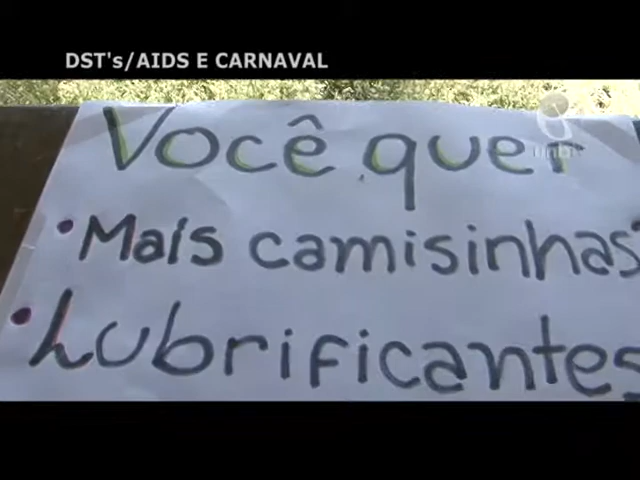 DST's/AIDS E CARNAVAL
Você quer
• Mais camisinhas
• Lubrificantes